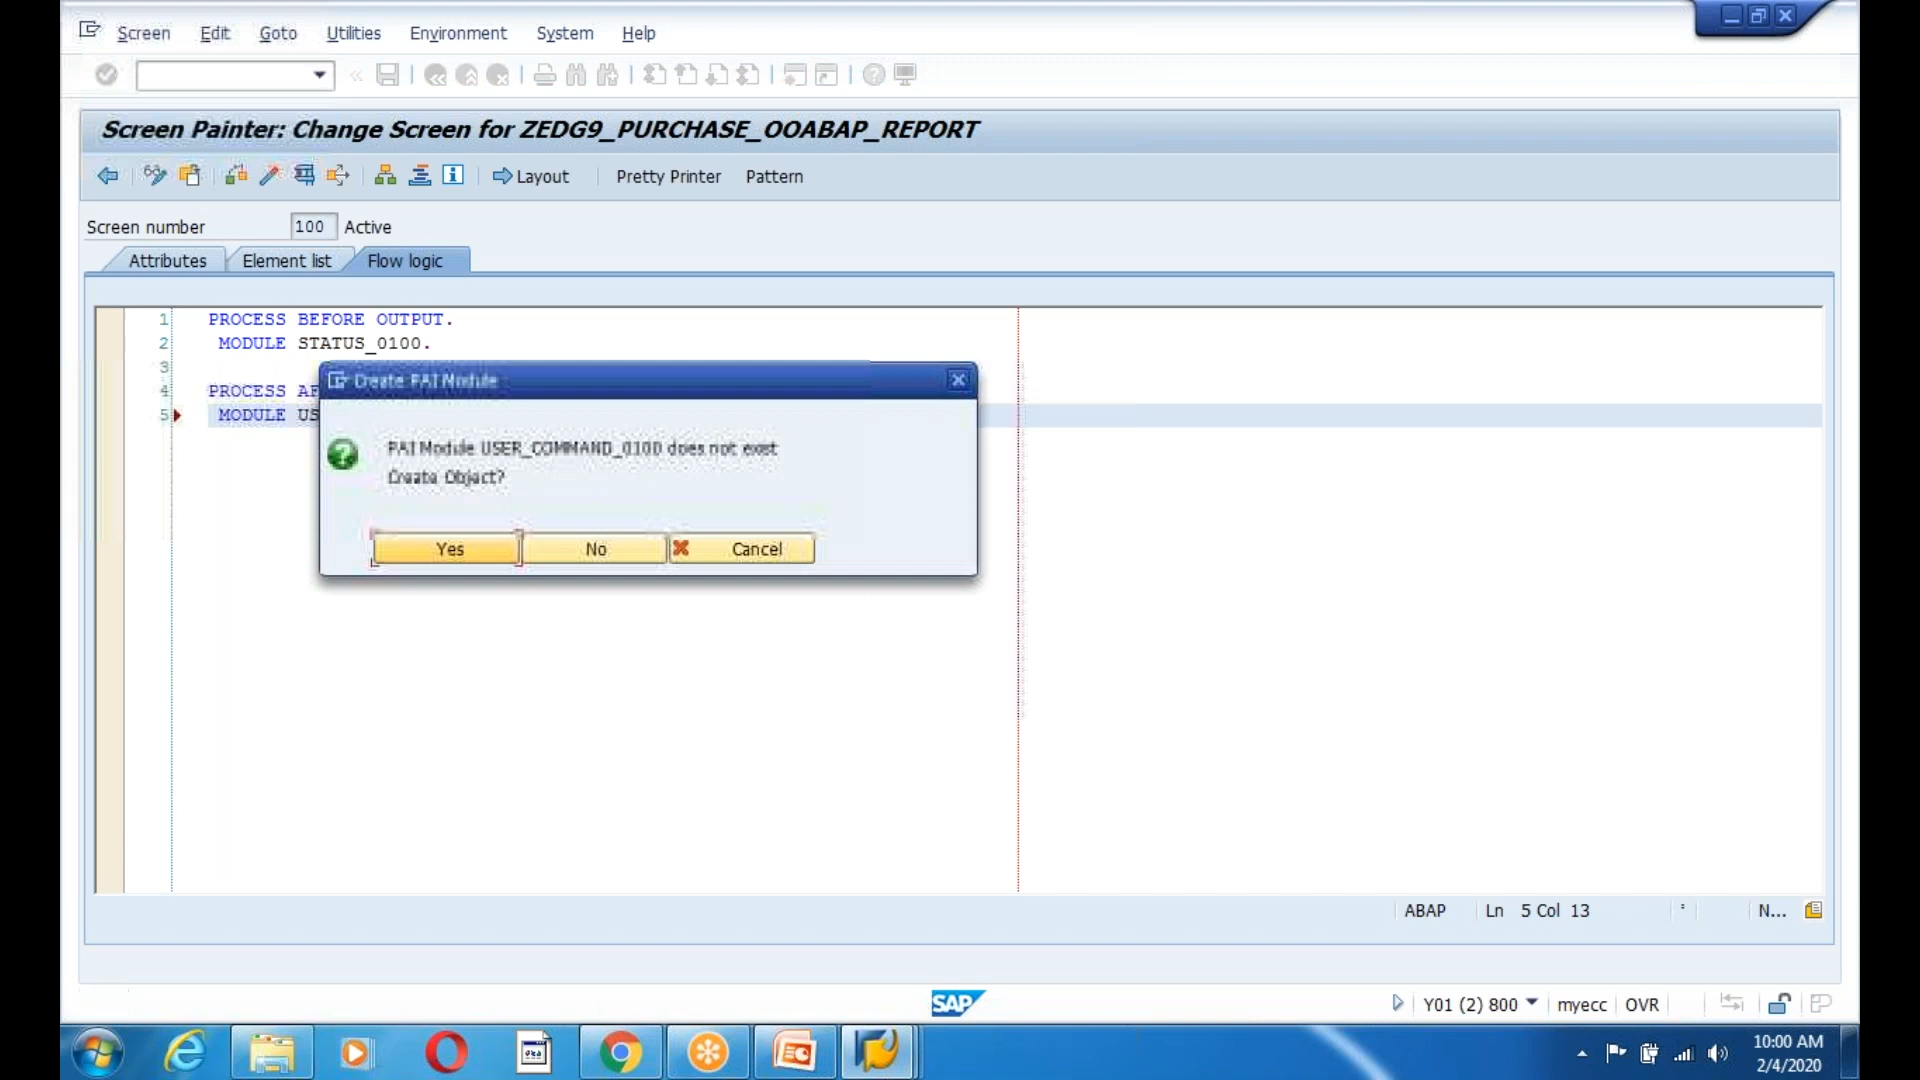 Screen Edit Goto Utilities Environment System Help
Screen Painter: Change Screen for ZEDG9_PURCHASE_OOABAP_REPORT
Layout Pretty Printer Pattern
Screen number 100 Active
Attributes Element list Flow logic
1 PROCESS BEFORE OUTPUT.
2 MODULE STATUS_0100.
3
4 PROCESS AF
5 MODULE US
Create PAI Module
PAI Module USER_COMMAND_0100 does not exist
Create Object?
Yes No Cancel
ABAP Ln 5 Col 13 N...
SAP
Y01 (2) 800 myecc OVR
10:00 AM
2/4/2020